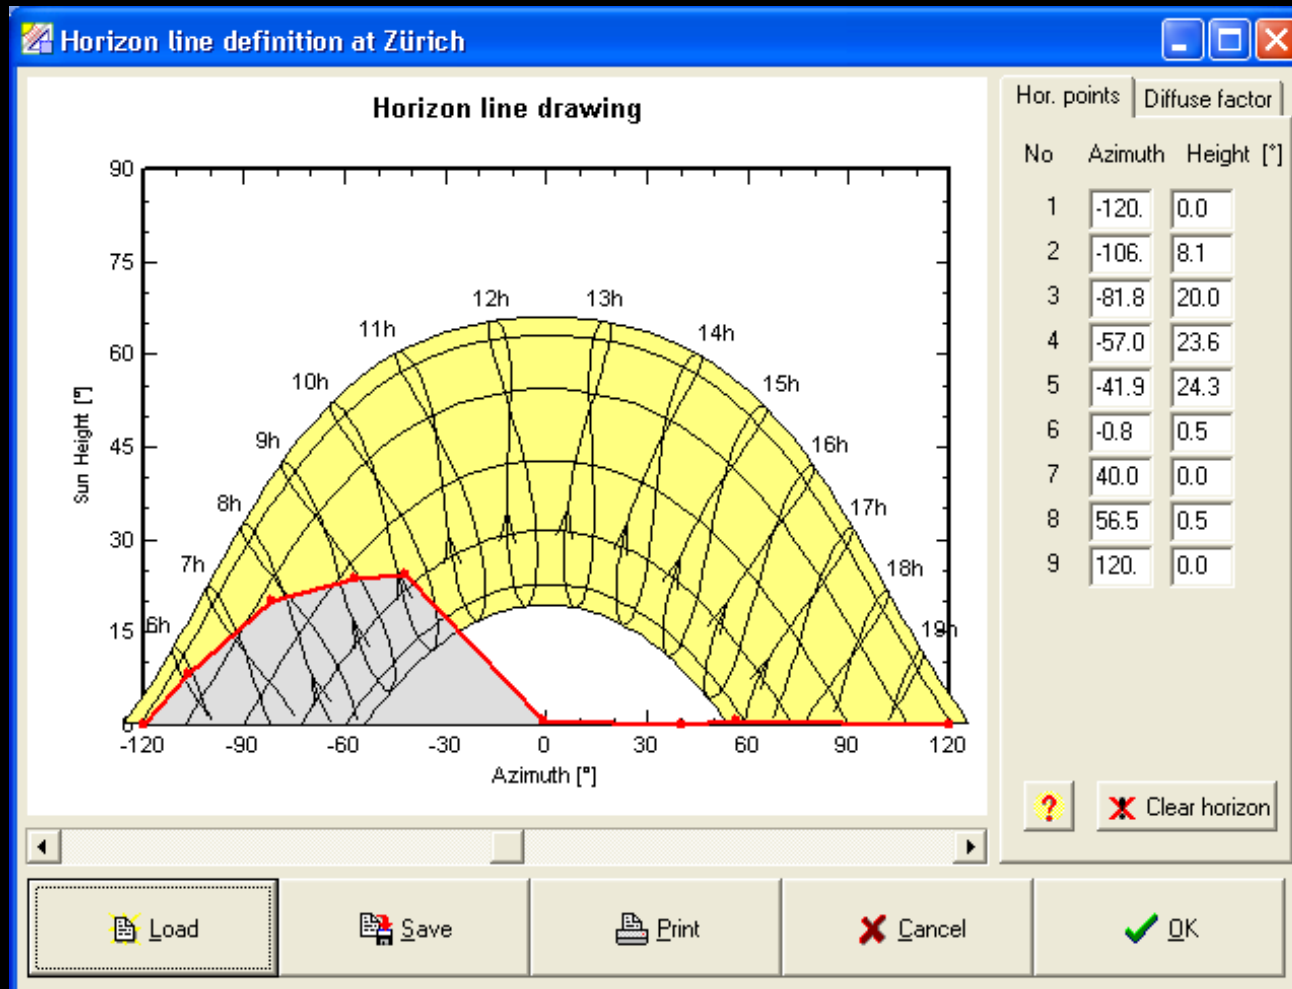 Horizon line definition at Zürich
Horizon line drawing
Hor. points
Diffuse factor
No Azimuth Height [°]
1 -120. 0.0
2 -106. 8.1
3 -81.8 20.0
4 -57.0 23.6
5 -41.9 24.3
6 -0.8 0.5
7 40.0 0.0
8 56.5 0.5
9 120. 0.0
90
75
60
45
30
15
0
Sun Height [°]
6h
7h
8h
9h
10h
11h
12h
13h
14h
15h
16h
17h
18h
19h
-120 -90 -60 -30 0 30 60 90 120
Azimuth [°]
? Clear horizon
Load Save Print Cancel OK